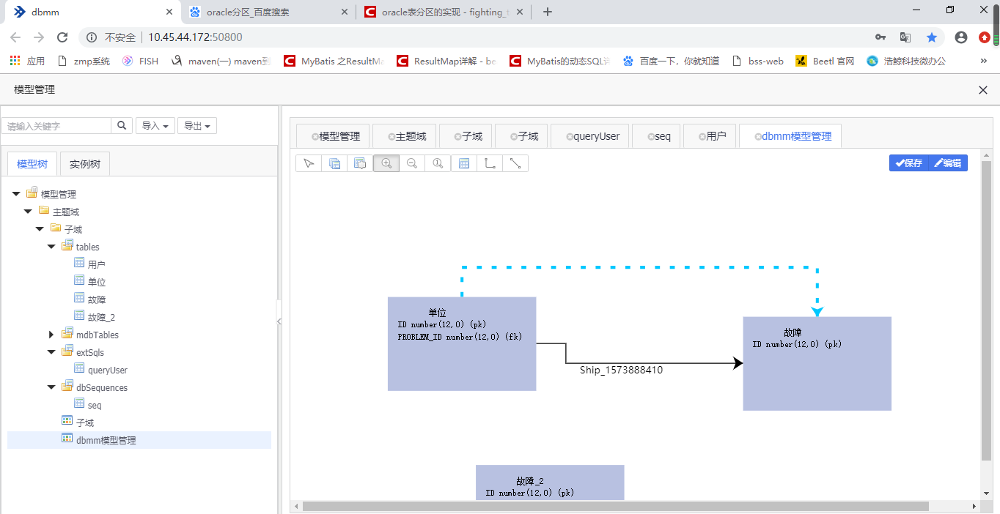 dbmm
oracle分区_百度搜索
oracle表分区的实现 - fighting_
不安全
10.45.44.172:50800
应用
zmp系统
FISH
maven(一) maven到
MyBatis 之ResultMa
ResultMap详解 - be
MyBatis的动态SQL详
百度一下，你就知道
bss-web
Beetl 官网
浩鲸科技微办公
»
模型管理
请输入关键字
导入
导出
模型树
实例树
模型管理
主题域
子域
tables
用户
单位
故障
故障_2
mdbTables
extSqls
queryUser
dbSequences
seq
子域
dbmm模型管理
模型管理
主题域
子域
子域
queryUser
seq
用户
dbmm模型管理
保存
编辑
单位
ID number(12,0) (pk)
PROBLEM_ID number(12,0) (fk)
故障
ID number(12,0) (pk)
Ship_1573888410
故障_2
ID number(12,0) (pk)